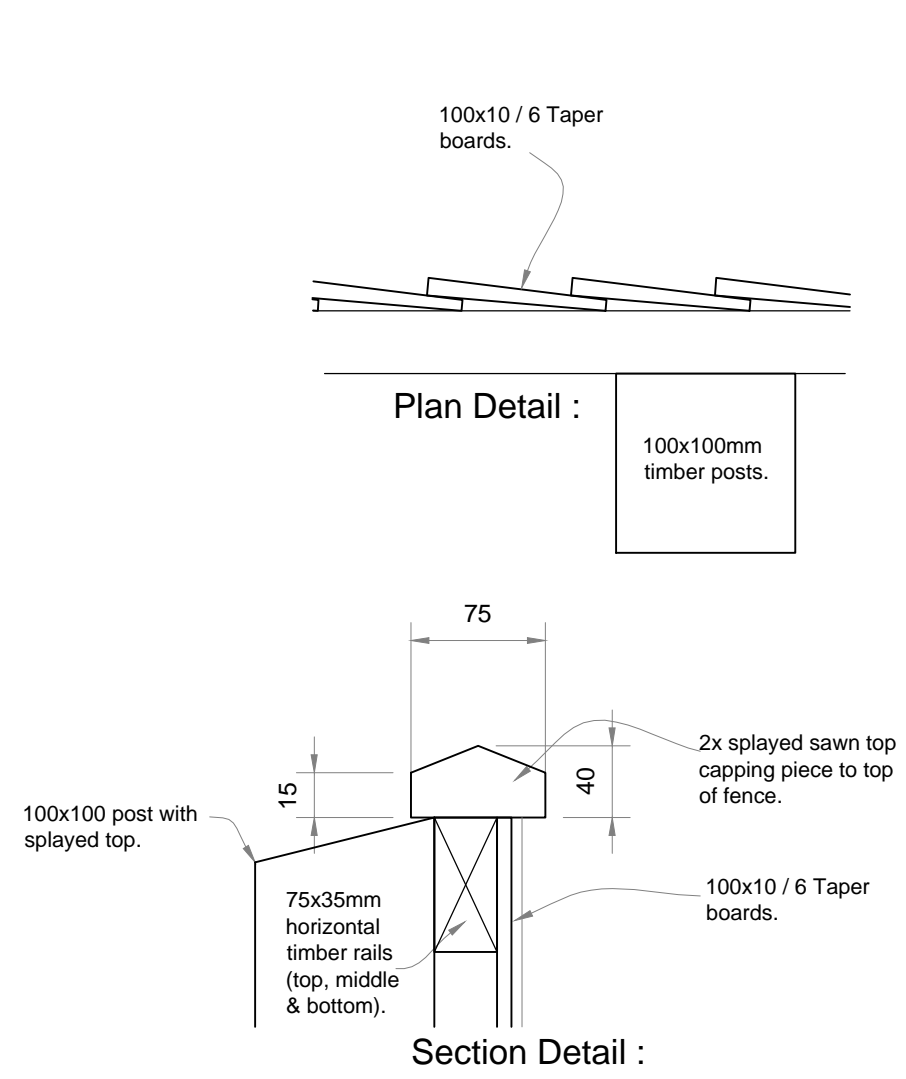 100x10 / 6 Taper
boards.
Plan Detail :
100x100mm
timber posts.
75
15
40
2x splayed sawn top
capping piece to top
of fence.
100x100 post with
splayed top.
75x35mm
horizontal
timber rails
(top, middle
& bottom).
100x10 / 6 Taper
boards.
Section Detail :